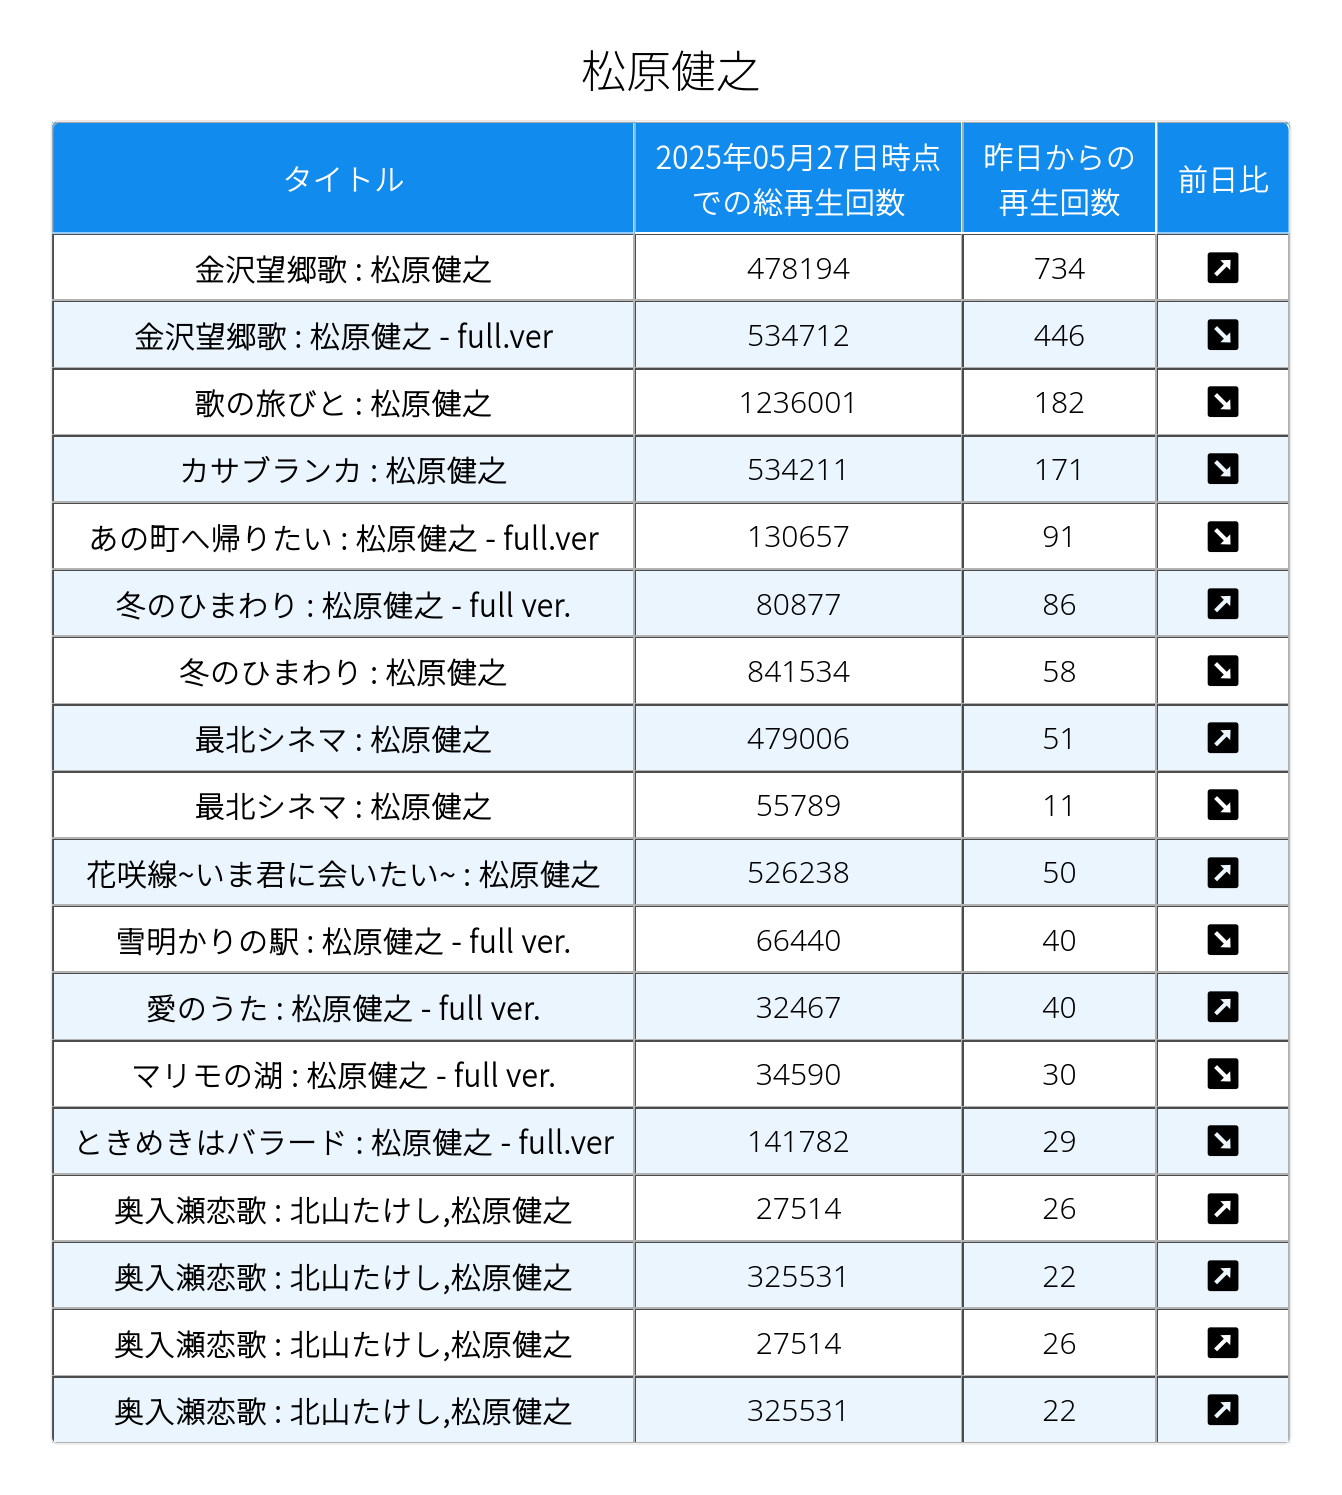 松原健之
タイトル 2025年05月27日時点での総再生回数 昨日からの再生回数 前日比
金沢望郷歌 : 松原健之 478194 734 ↗
金沢望郷歌 : 松原健之 - full.ver 534712 446 ↘
歌の旅びと : 松原健之 1236001 182 ↘
カサブランカ : 松原健之 534211 171 ↘
あの町へ帰りたい : 松原健之 - full.ver 130657 91 ↘
冬のひまわり : 松原健之 - full ver. 80877 86 ↗
冬のひまわり : 松原健之 841534 58 ↘
最北シネマ : 松原健之 479006 51 ↗
最北シネマ : 松原健之 55789 11 ↘
花咲線~いま君に会いたい~ : 松原健之 526238 50 ↗
雪明かりの駅 : 松原健之 - full ver. 66440 40 ↘
愛のうた : 松原健之 - full ver. 32467 40 ↗
マリモの湖 : 松原健之 - full ver. 34590 30 ↘
ときめきはバラード : 松原健之 - full.ver 141782 29 ↘
奥入瀬恋歌 : 北山たけし,松原健之 27514 26 ↗
奥入瀬恋歌 : 北山たけし,松原健之 325531 22 ↗
奥入瀬恋歌 : 北山たけし,松原健之 27514 26 ↗
奥入瀬恋歌 : 北山たけし,松原健之 325531 22 ↗